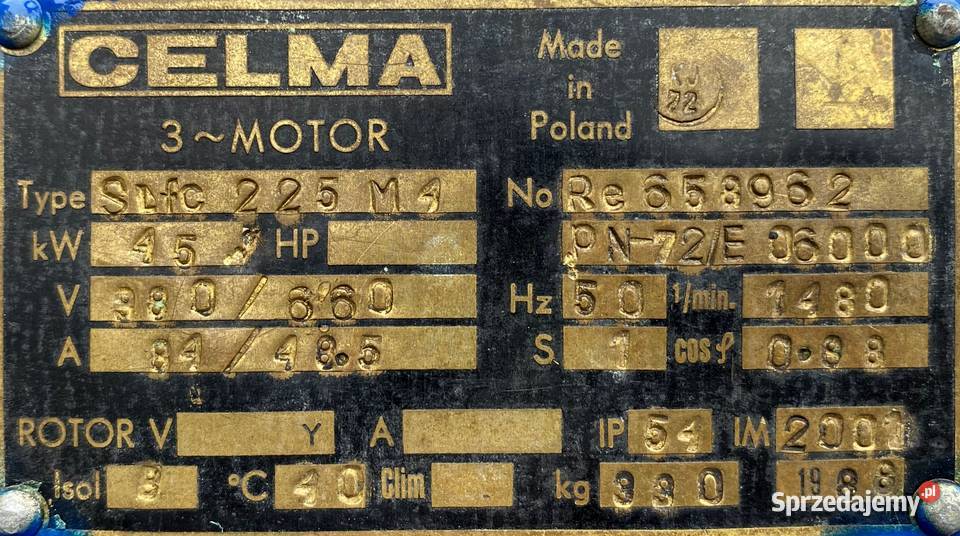 CELMA
Made in Poland
3~MOTOR
Type Sufc 225 M4 No Re 658962
kW 45 HP PN-72/E 06000
V 380/660 Hz 50 1/min. 1480
A 84/48.5 S 1 cos φ 0.88
ROTOR V Y A IP 54 IM 2001
Isol B °C 40 Clim kg 330 1988
Sprzedajemy.pl